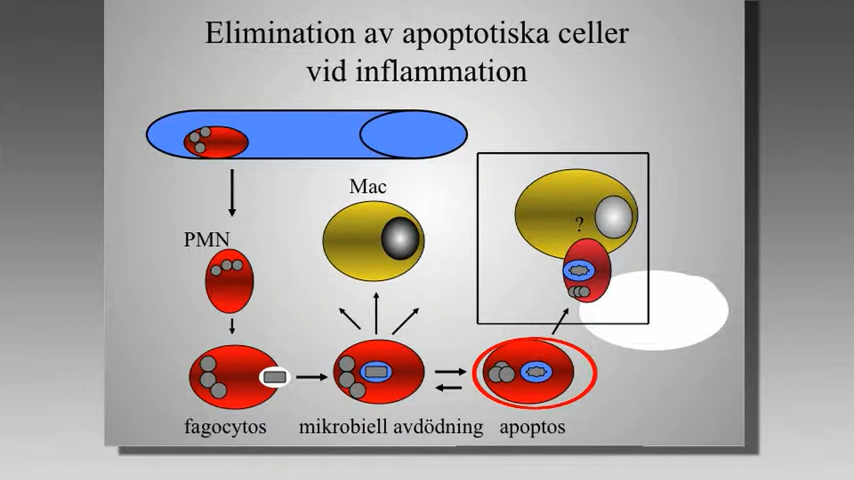 Elimination av apoptotiska celler
vid inflammation
Mac
?
PMN
fagocytos
mikrobiell avdödning
apoptos